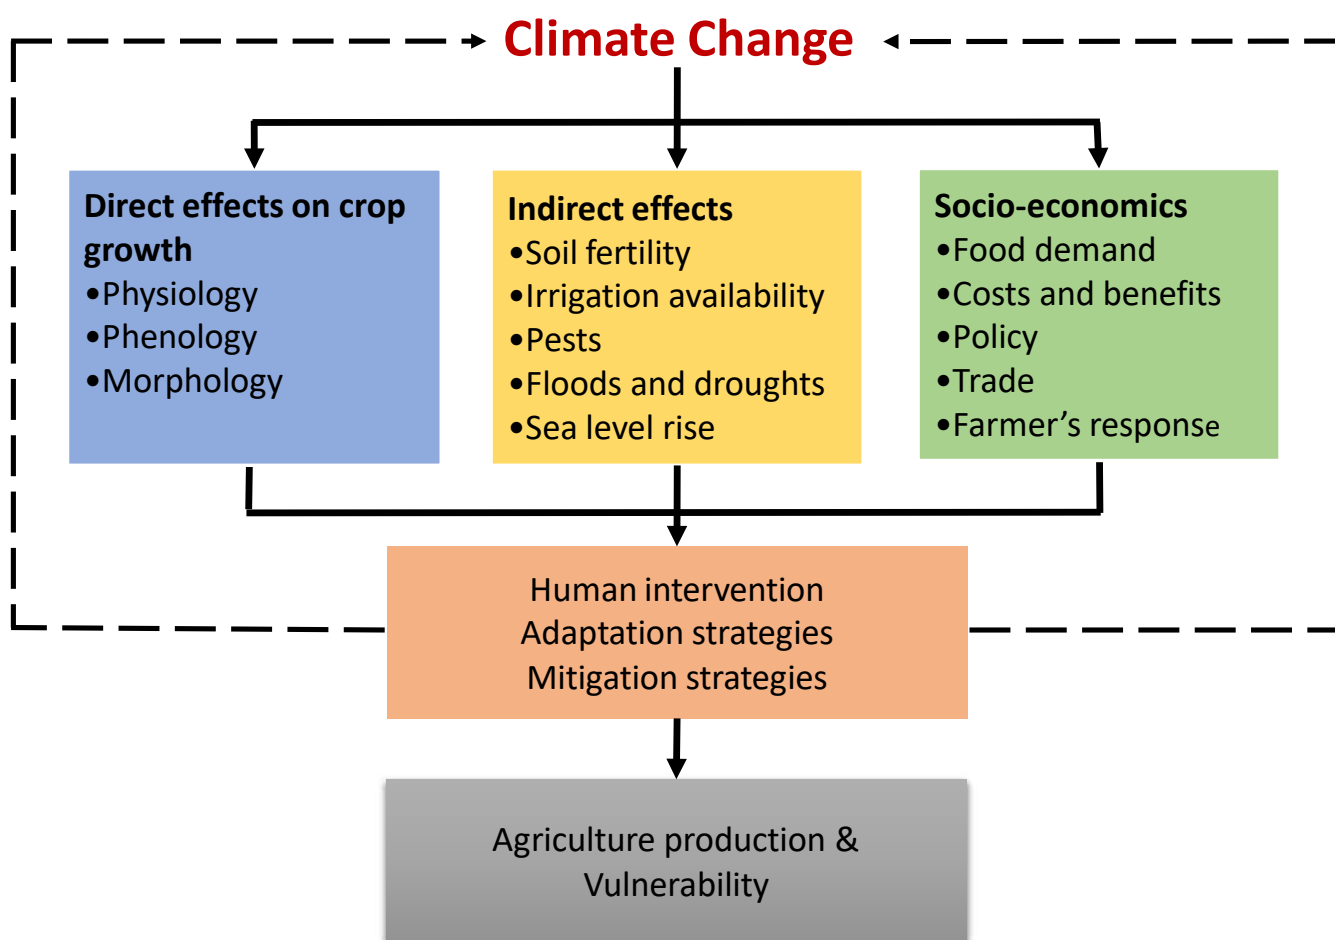 Climate Change
Direct effects on crop
growth
•Physiology
•Phenology
•Morphology
Indirect effects
•Soil fertility
•Irrigation availability
•Pests
•Floods and droughts
•Sea level rise
Socio-economics
•Food demand
•Costs and benefits
•Policy
•Trade
•Farmer’s response
Human intervention
Adaptation strategies
Mitigation strategies
Agriculture production &
Vulnerability